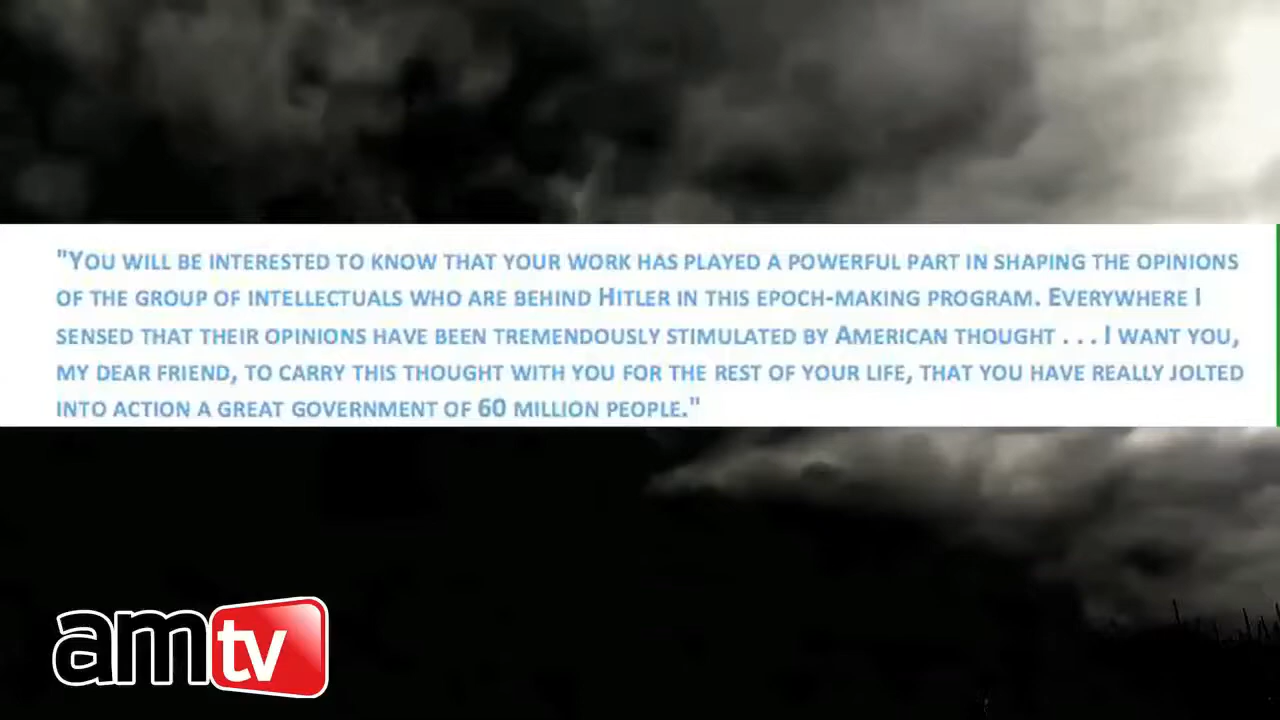 "YOU WILL BE INTERESTED TO KNOW THAT YOUR WORK HAS PLAYED A POWERFUL PART IN SHAPING THE OPINIONS
OF THE GROUP OF INTELLECTUALS WHO ARE BEHIND HITLER IN THIS EPOCH-MAKING PROGRAM. EVERYWHERE I
SENSED THAT THEIR OPINIONS HAVE BEEN TREMENDOUSLY STIMULATED BY AMERICAN THOUGHT . . . I WANT YOU,
MY DEAR FRIEND, TO CARRY THIS THOUGHT WITH YOU FOR THE REST OF YOUR LIFE, THAT YOU HAVE REALLY JOLTED
INTO ACTION A GREAT GOVERNMENT OF 60 MILLION PEOPLE."
amtv